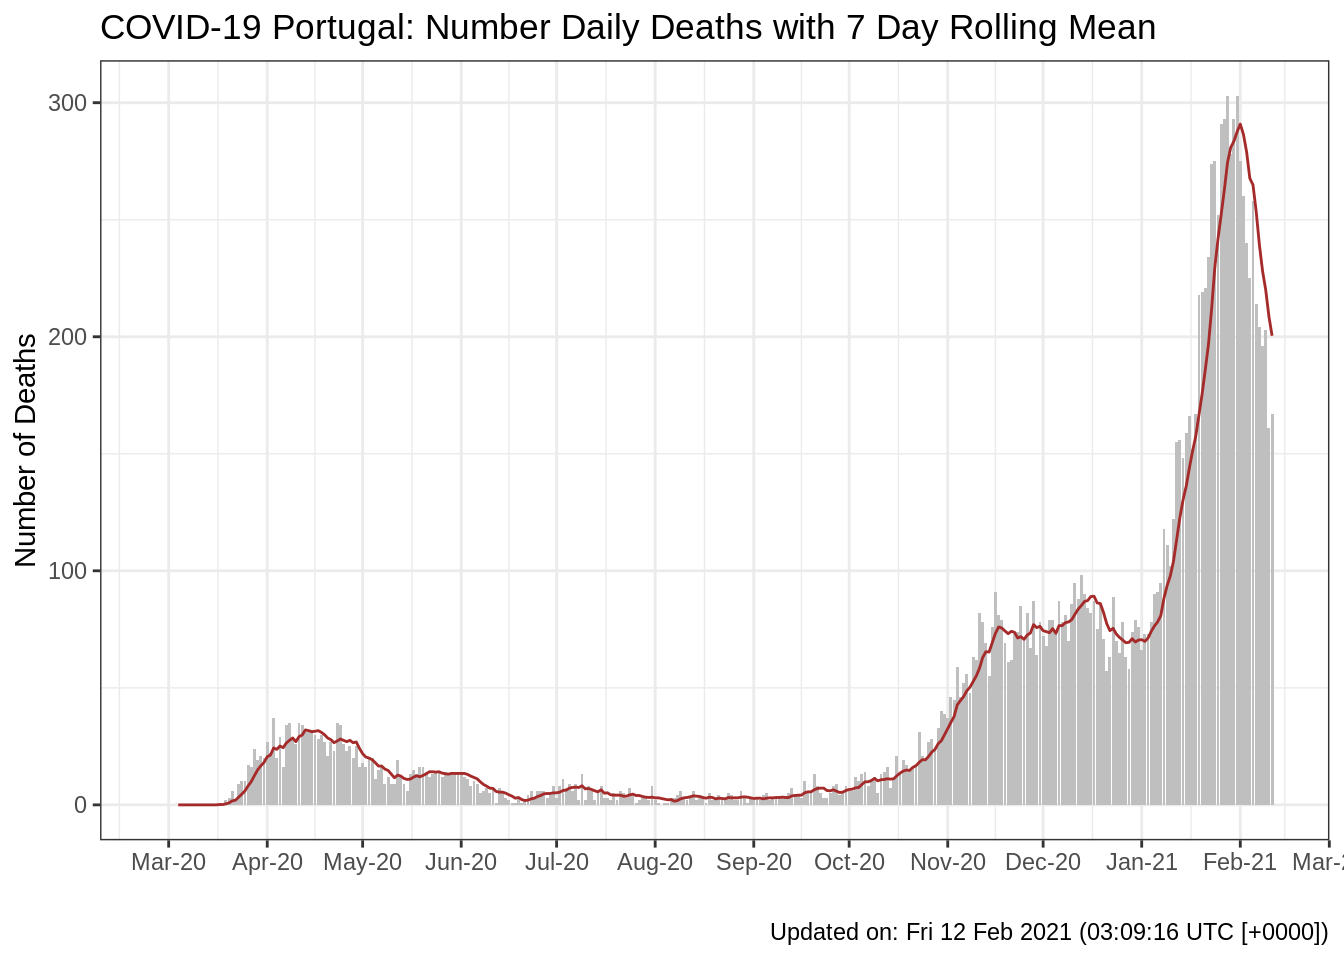 COVID-19 Portugal: Number Daily Deaths with 7 Day Rolling Mean
Number of Deaths
300
200
100
0
Mar-20 Apr-20 May-20 Jun-20 Jul-20 Aug-20 Sep-20 Oct-20 Nov-20 Dec-20 Jan-21 Feb-21 Mar-
Updated on: Fri 12 Feb 2021 (03:09:16 UTC [+0000])